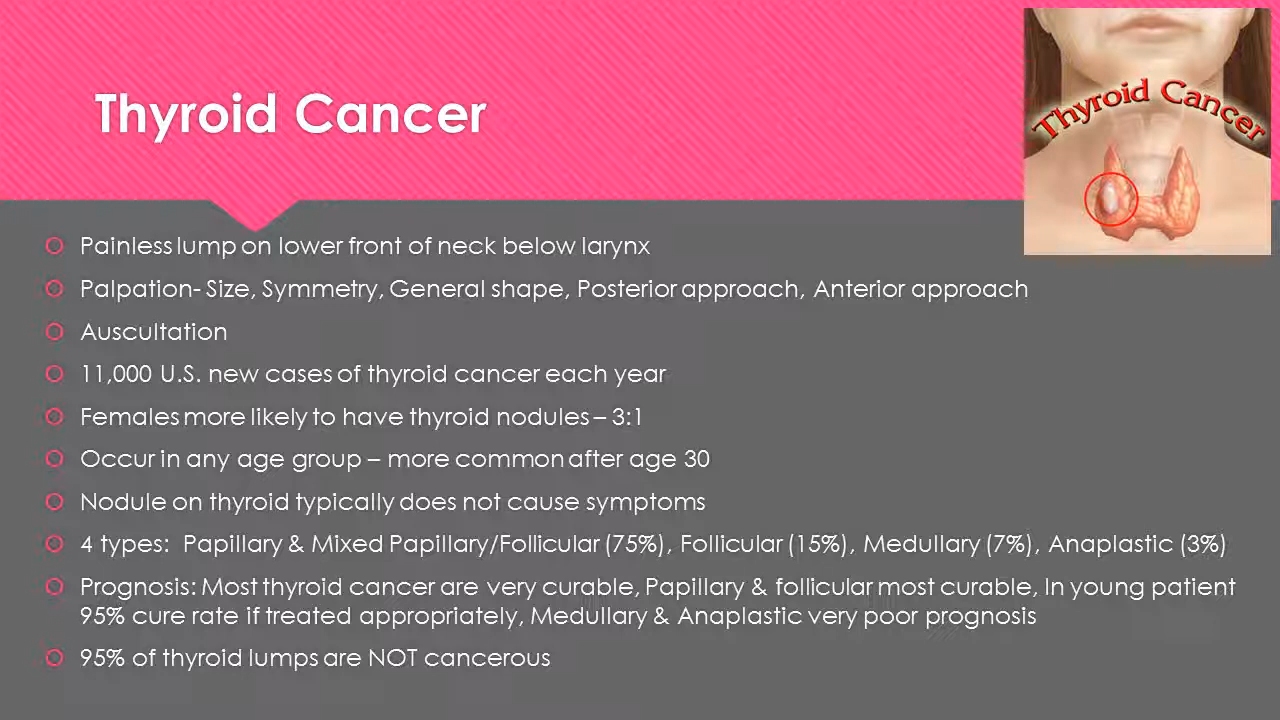 Thyroid Cancer
Thyroid Cancer
Painless lump on lower front of neck below larynx
Palpation- Size, Symmetry, General shape, Posterior approach, Anterior approach
Auscultation
11,000 U.S. new cases of thyroid cancer each year
Females more likely to have thyroid nodules – 3:1
Occur in any age group – more common after age 30
Nodule on thyroid typically does not cause symptoms
4 types:  Papillary & Mixed Papillary/Follicular (75%), Follicular (15%), Medullary (7%), Anaplastic (3%)
Prognosis: Most thyroid cancer are very curable, Papillary & follicular most curable, In young patient
95% cure rate if treated appropriately, Medullary & Anaplastic very poor prognosis
95% of thyroid lumps are NOT cancerous